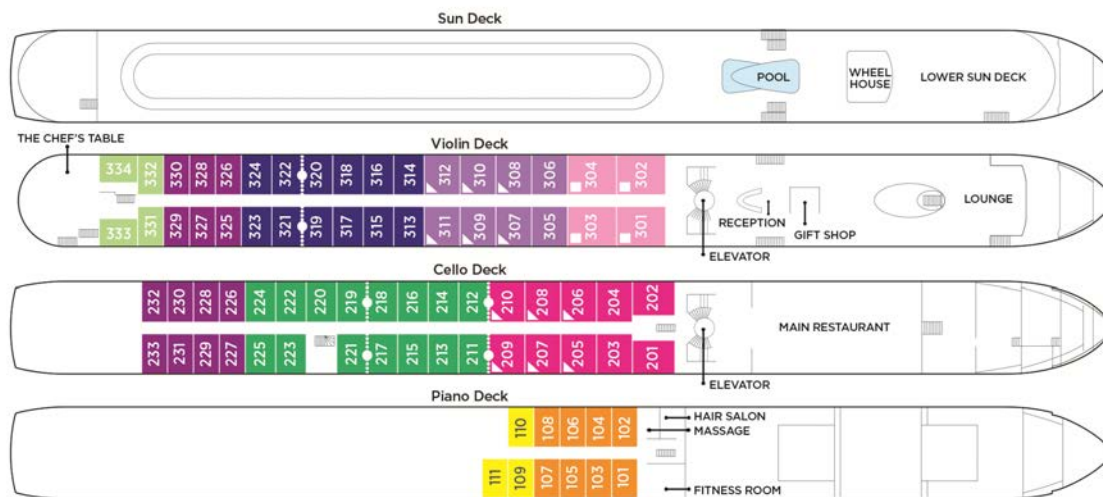 Sun Deck
POOL
WHEEL
HOUSE
LOWER SUN DECK
THE CHEF'S TABLE
Violin Deck
334 332 330 328 326 324 322 320 318 316 314 312 310 308 306 304 302
333 331 329 327 325 323 321 319 317 315 313 311 309 307 305 303 301
RECEPTION
GIFT SHOP
LOUNGE
ELEVATOR
Cello Deck
232 230 228 226 224 222 220 219 218 216 214 212 210 208 206 204 202
233 231 229 227 225 223 221 217 215 213 211 209 207 205 203 201
MAIN RESTAURANT
ELEVATOR
Piano Deck
110 108 106 104 102
HAIR SALON
MASSAGE
111 109 107 105 103 101
FITNESS ROOM